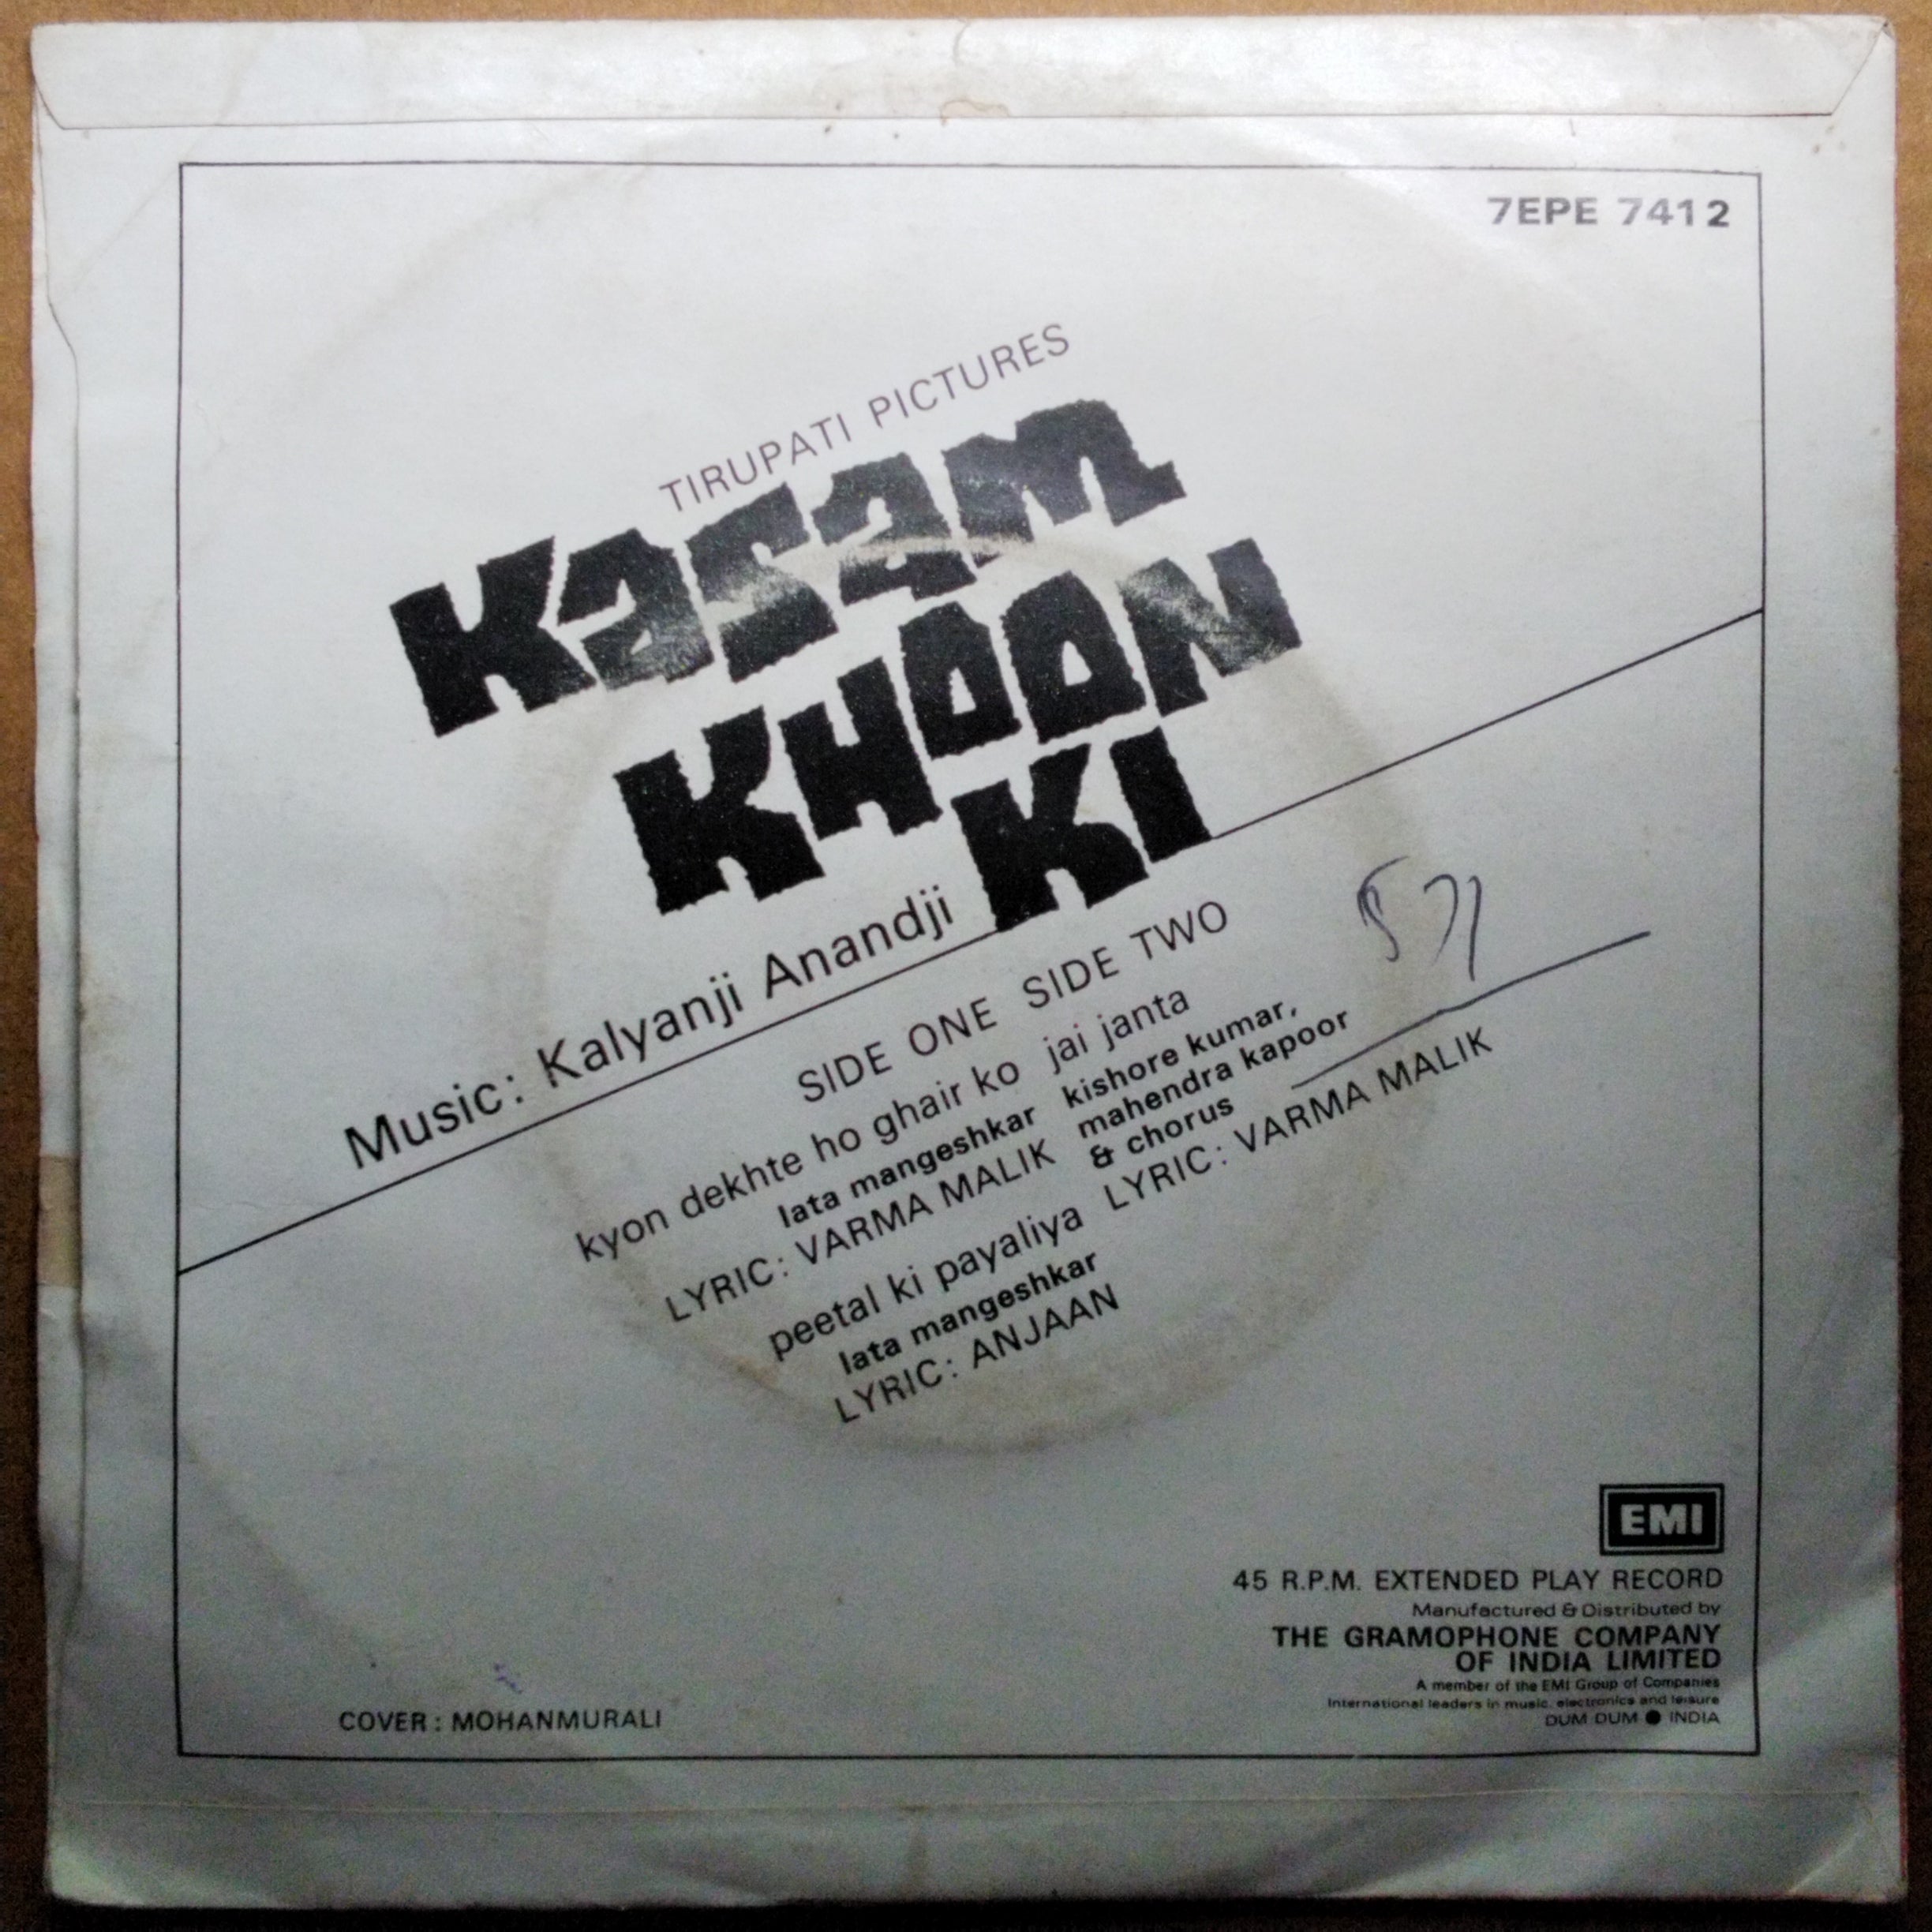 7EPE 7412
TIRUPATI PICTURES
KasaM
KHOON
KI
Music: Kalyanji Anandji
SIDE ONE
kyon dekhte ho ghair ko
lata mangeshkar
LYRIC: VARMA MALIK
peetal ki payaliya
lata mangeshkar
LYRIC: ANJAAN
SIDE TWO
jai janta
kishore kumar,
mahendra kapoor
& chorus
LYRIC: VARMA MALIK
EMI
45 R.P.M. EXTENDED PLAY RECORD
Manufactured & Distributed by
THE GRAMOPHONE COMPANY
OF INDIA LIMITED
A member of the EMI Group of Companies
International leaders in music, electronics and leisure
DUM DUM ● INDIA
COVER: MOHANMURALI